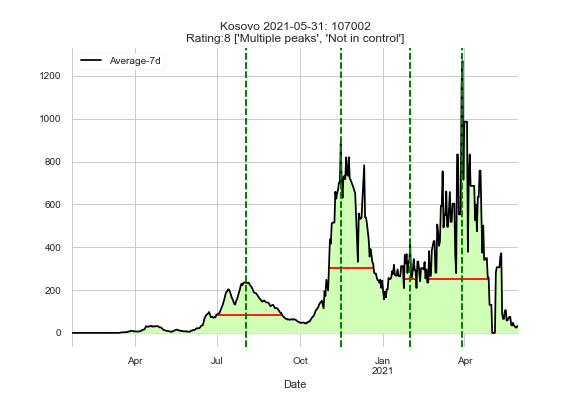 Kosovo 2021-05-31: 107002
Rating:8 ['Multiple peaks', 'Not in control']
Average-7d
1200
1000
800
600
400
200
0
Apr
Jul
Oct
Jan
2021
Apr
Date